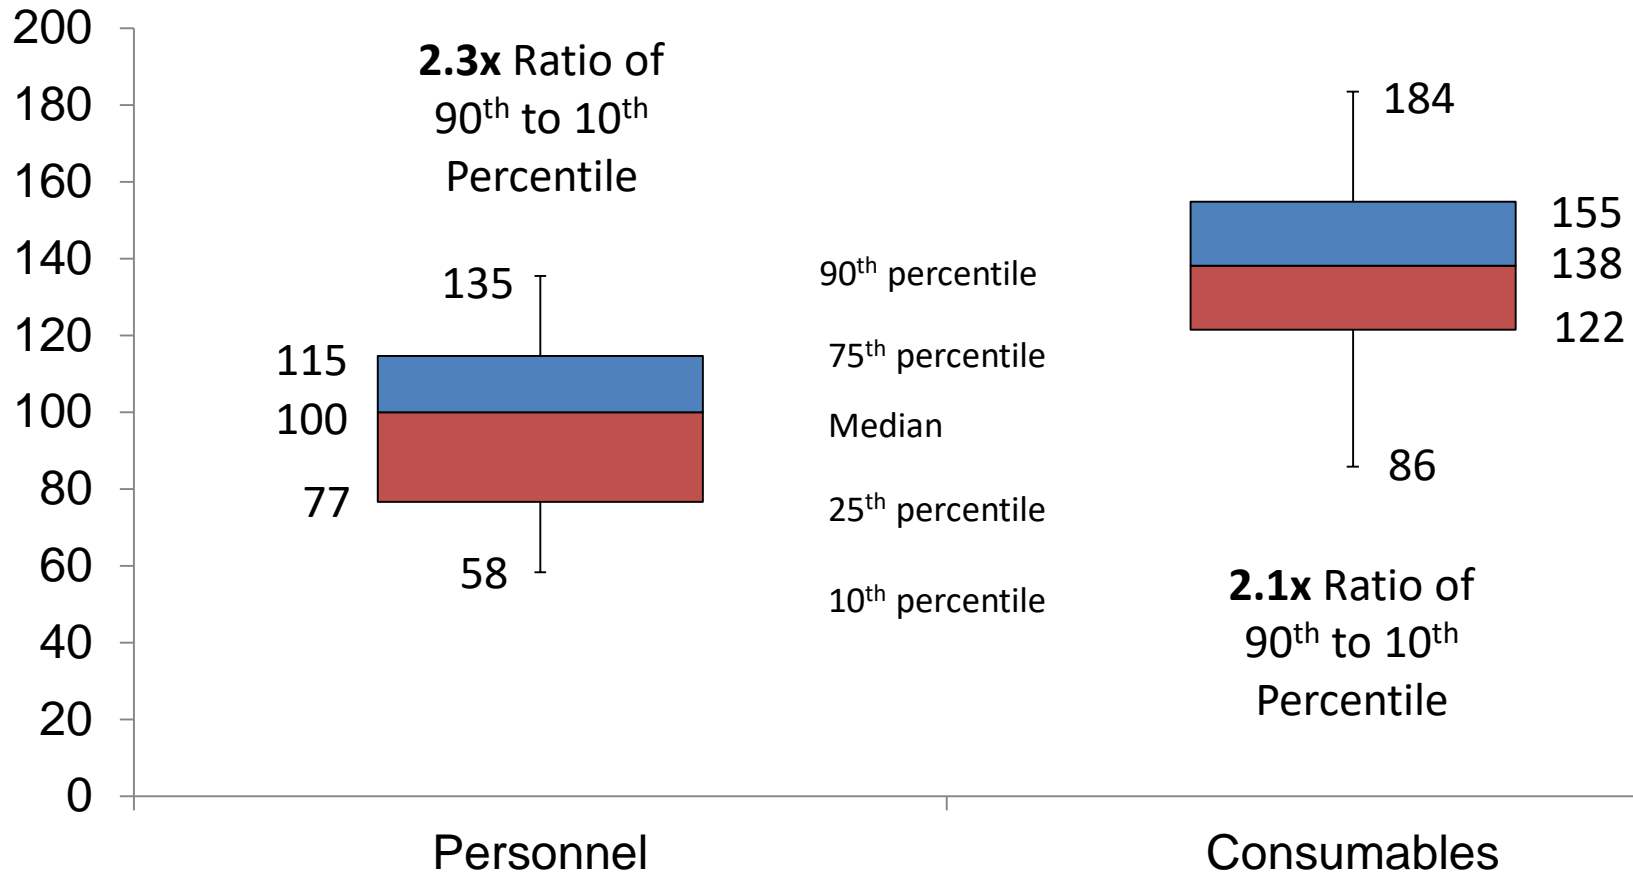 200
180
160
140
120
100
80
60
40
20
0
2.3x Ratio of
90th to 10th
Percentile
135
115
100
77
58
90th percentile
75th percentile
Median
25th percentile
10th percentile
184
155
138
122
86
2.1x Ratio of
90th to 10th
Percentile
Personnel
Consumables